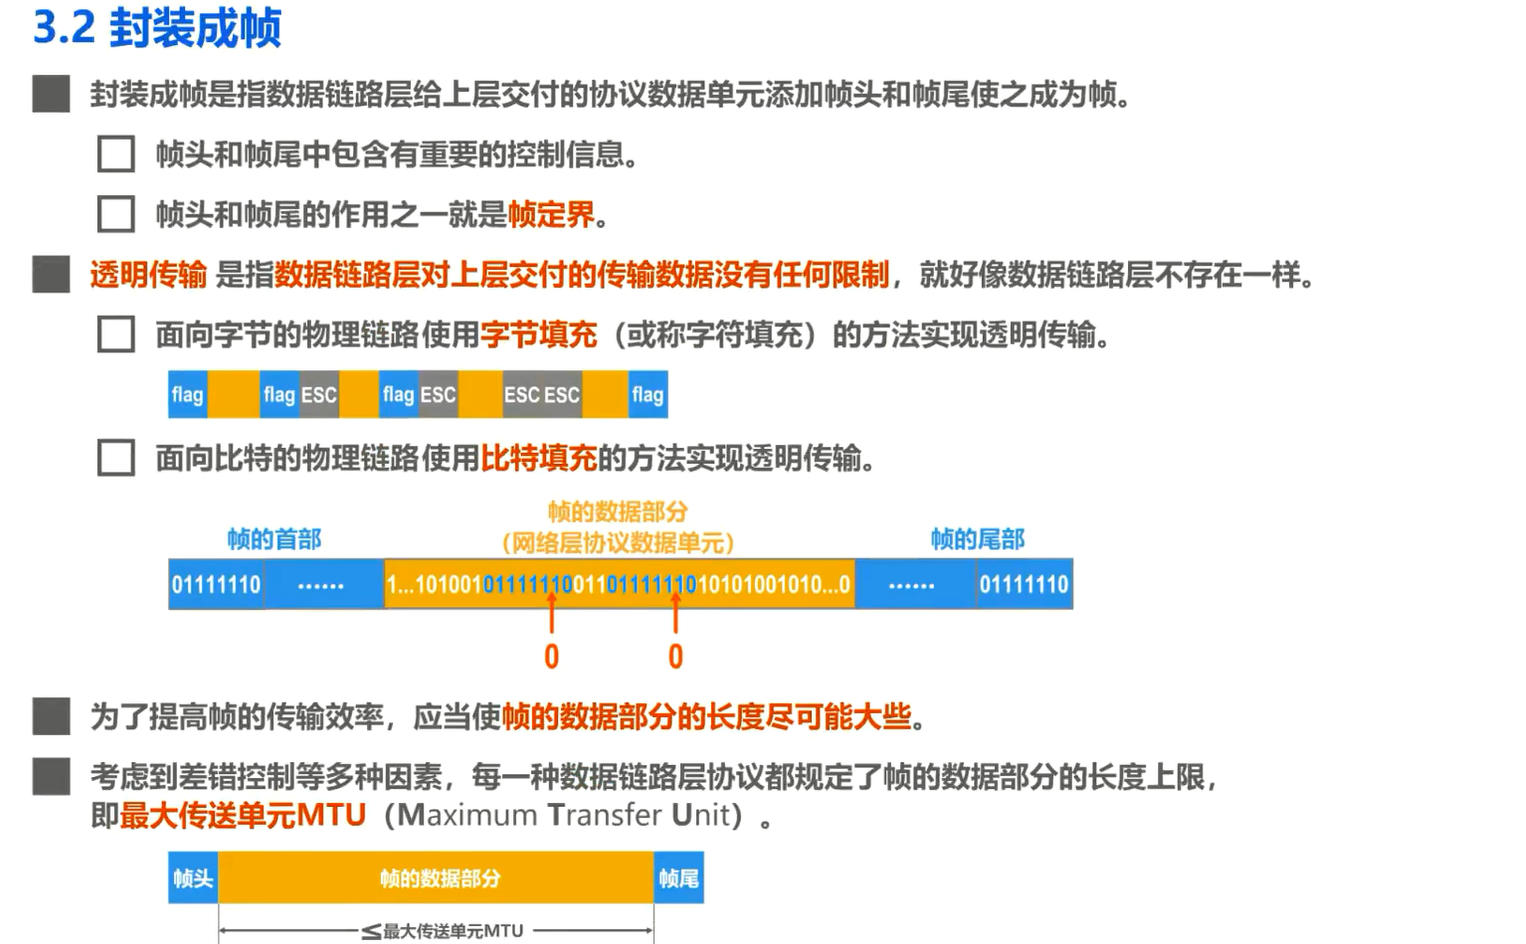 3.2 封装成帧
封装成帧是指数据链路层给上层交付的协议数据单元添加帧头和帧尾使之成为帧。
帧头和帧尾中包含有重要的控制信息。
帧头和帧尾的作用之一就是帧定界。
透明传输 是指数据链路层对上层交付的传输数据没有任何限制，就好像数据链路层不存在一样。
面向字节的物理链路使用字节填充（或称字符填充）的方法实现透明传输。
flag flag ESC flag ESC ESC ESC flag
面向比特的物理链路使用比特填充的方法实现透明传输。
帧的数据部分
帧的首部 （网络层协议数据单元） 帧的尾部
01111110 …… 1...1010010111111100110111111101010100​1010...0 …… 01111110
0 0
为了提高帧的传输效率，应当使帧的数据部分的长度尽可能大些。
考虑到差错控制等多种因素，每一种数据链路层协议都规定了帧的数据部分的长度上限，
即最大传送单元MTU（Maximum Transfer Unit）。
帧头 帧的数据部分 帧尾
≤最大传送单元MTU